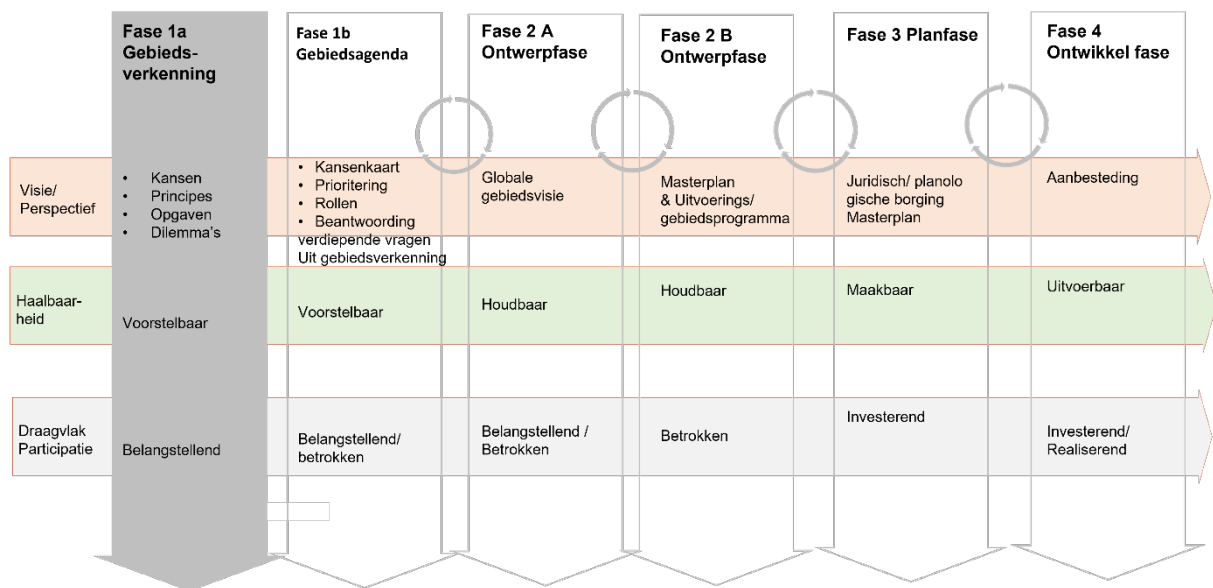 Fase 1a
Gebieds-
verkenning
Fase 1b
Gebiedsagenda
Fase 2 A
Ontwerpfase
Fase 2 B
Ontwerpfase
Fase 3 Planfase
Fase 4
Ontwikkel fase
Visie/
Perspectief
• Kansen
• Principes
• Opgaven
• Dilemma's
• Kansenkaart
• Prioritering
• Rollen
• Beantwoording
verdiepende vragen
Uit gebiedsverkenning
Globale
gebiedsvisie
Masterplan
& Uitvoerings/
gebiedsprogramma
Juridisch/ planolo
gische borging
Masterplan
Aanbesteding
Haalbaar-
heid
Voorstelbaar
Voorstelbaar
Houdbaar
Houdbaar
Maakbaar
Uitvoerbaar
Draagvlak
Participatie
Belangstellend
Belangstellend/
betrokken
Belangstellend /
Betrokken
Betrokken
Investerend
Investerend/
Realiserend